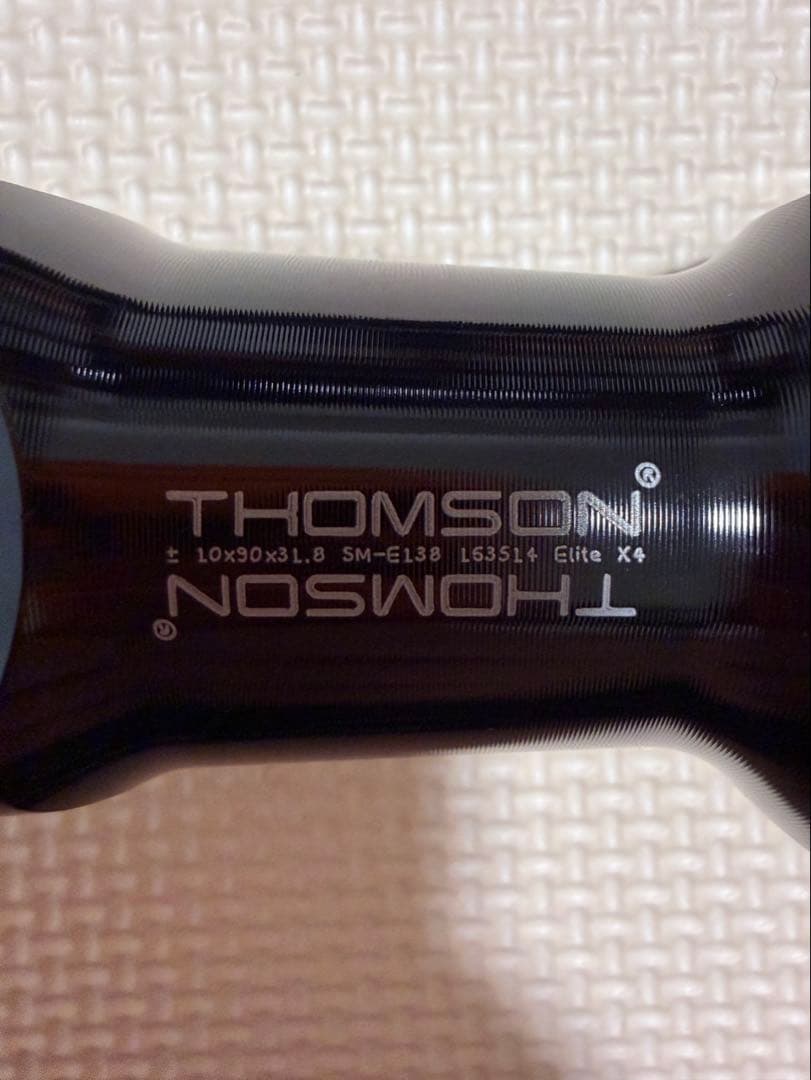 THOMSON®
± 10x90x31.8 SM-E138 L63514 Elite X4
THOMSON®